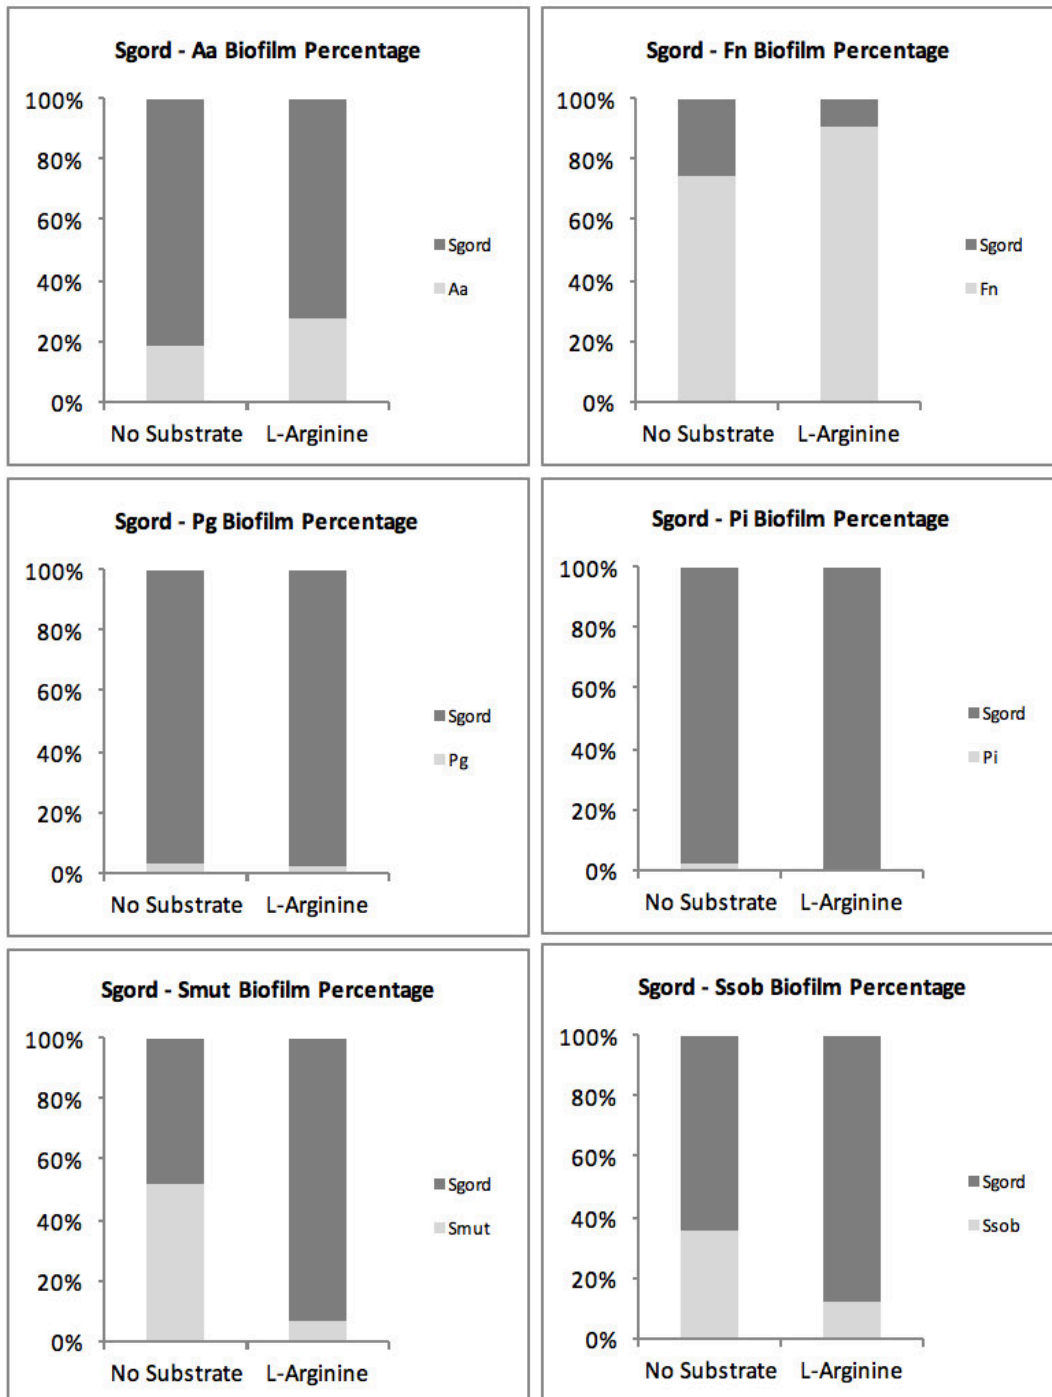 Sgord - Aa Biofilm Percentage
100%
80%
60%
40%
20%
0%
No Substrate L-Arginine
Sgord
Aa
Sgord - Fn Biofilm Percentage
100%
80%
60%
40%
20%
0%
No Substrate L-Arginine
Sgord
Fn
Sgord - Pg Biofilm Percentage
100%
80%
60%
40%
20%
0%
No Substrate L-Arginine
Sgord
Pg
Sgord - Pi Biofilm Percentage
100%
80%
60%
40%
20%
0%
No Substrate L-Arginine
Sgord
Pi
Sgord - Smut Biofilm Percentage
100%
80%
60%
40%
20%
0%
No Substrate L-Arginine
Sgord
Smut
Sgord - Ssob Biofilm Percentage
100%
80%
60%
40%
20%
0%
No Substrate L-Arginine
Sgord
Ssob